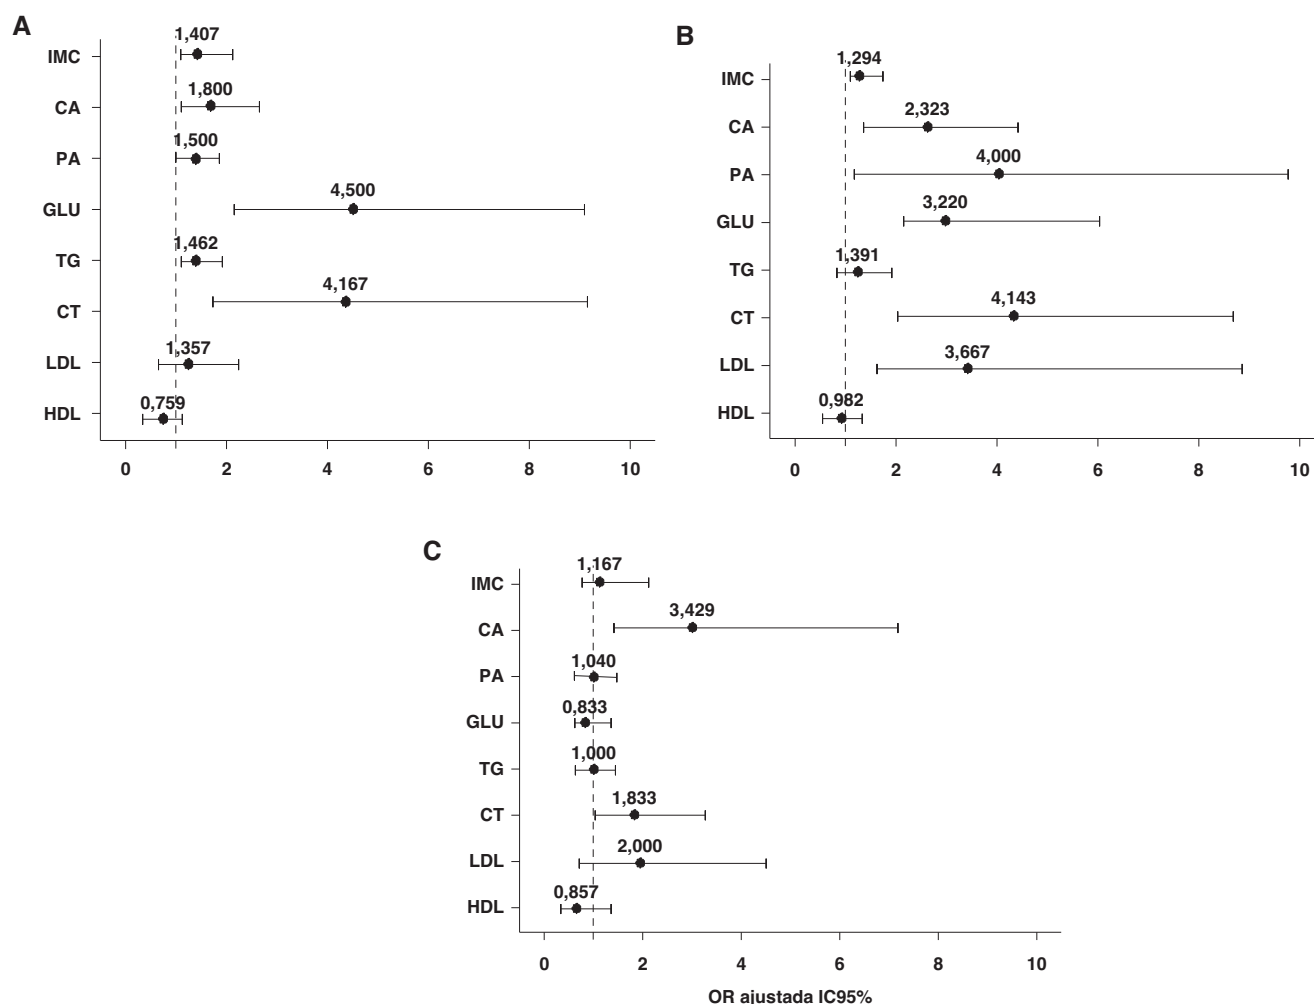 A
1,407
IMC
1,800
CA
1,500
PA
4,500
GLU
1,462
TG
4,167
CT
1,357
LDL
0,759
HDL
0 2 4 6 8 10
B
1,294
IMC
2,323
CA
4,000
PA
3,220
GLU
1,391
TG
4,143
CT
3,667
LDL
0,982
HDL
0 2 4 6 8 10
C
1,167
IMC
3,429
CA
1,040
PA
0,833
GLU
1,000
TG
1,833
CT
2,000
LDL
0,857
HDL
0 2 4 6 8 10
OR ajustada IC95%